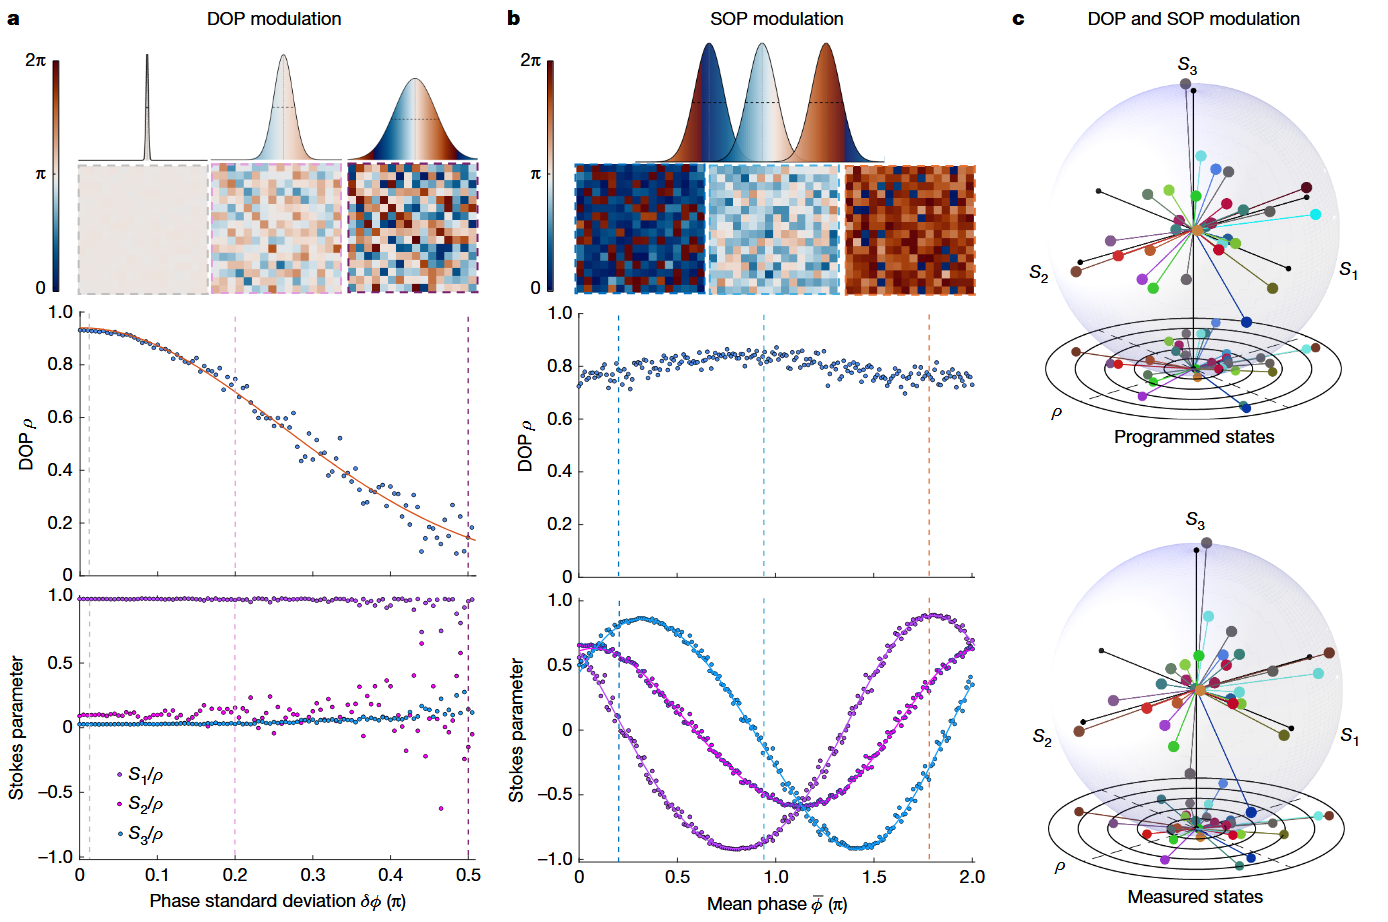 a DOP modulation
2π
π
0
1.0
0.8
0.6
0.4
0.2
0
DOP ρ
1.0
0.5
0
−0.5
−1.0
Stokes parameter
S1/ρ
S2/ρ
S3/ρ
0 0.1 0.2 0.3 0.4 0.5
Phase standard deviation δϕ (π)
b SOP modulation
2π
π
0
1.0
0.8
0.6
0.4
0.2
0
DOP ρ
1.0
0.5
0
−0.5
−1.0
Stokes parameter
0 0.5 1.0 1.5 2.0
Mean phase ϕ̅ (π)
c DOP and SOP modulation
S3
S2
S1
ρ
Programmed states
S3
S2
S1
ρ
Measured states